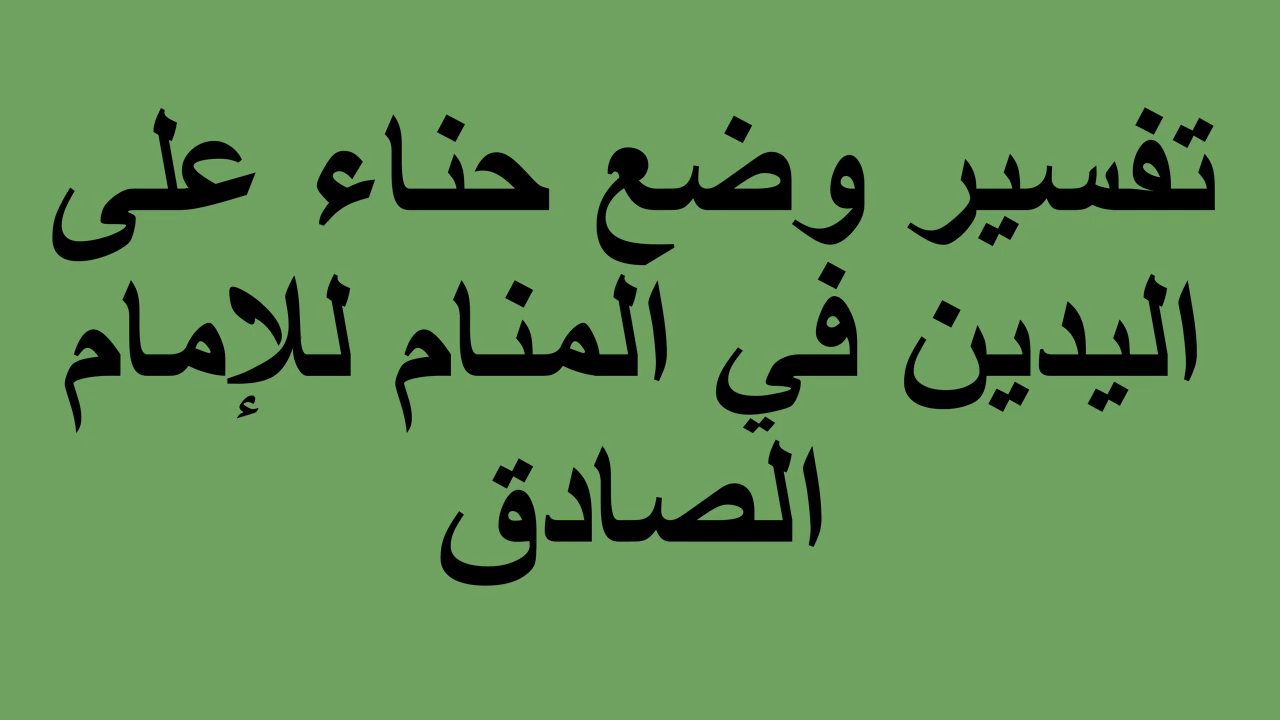 تفسير وضع حناء على
اليدين في المنام للإمام
الصادق